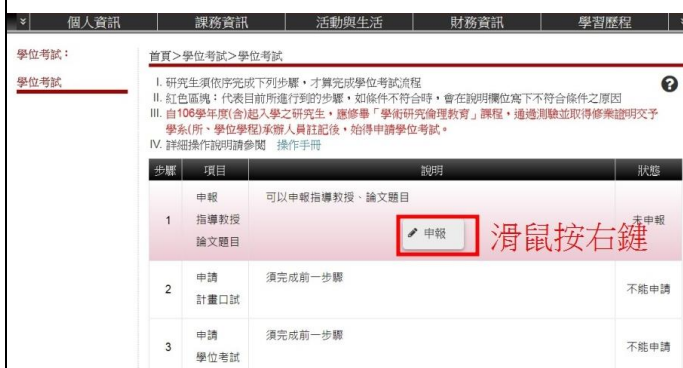 個人資訊 課務資訊 活動與生活 財務資訊 學習歷程
學位考試：
學位考試
首頁>學位考試>學位考試
I. 研究生須依序完成下列步驟，才算完成學位考試流程
II. 紅色區塊：代表目前所進行到的步驟，如條件不符合時，會在說明欄位寫下不符合條件之原因
III. 自106學年度(含)起入學之研究生，應修畢「學術研究倫理教育」課程，通過測驗並取得修業證明交予
學系(所、學位學程)承辦人員註記後，始得申請學位考試。
IV. 詳細操作說明請參閱 操作手冊
步驟 項目 說明 狀態
1
申報
指導教授
論文題目
可以申報指導教授、論文題目
申報
滑鼠按右鍵
未申報
2
申請
計畫口試
須完成前一步驟
不能申請
3
申請
學位考試
須完成前一步驟
不能申請